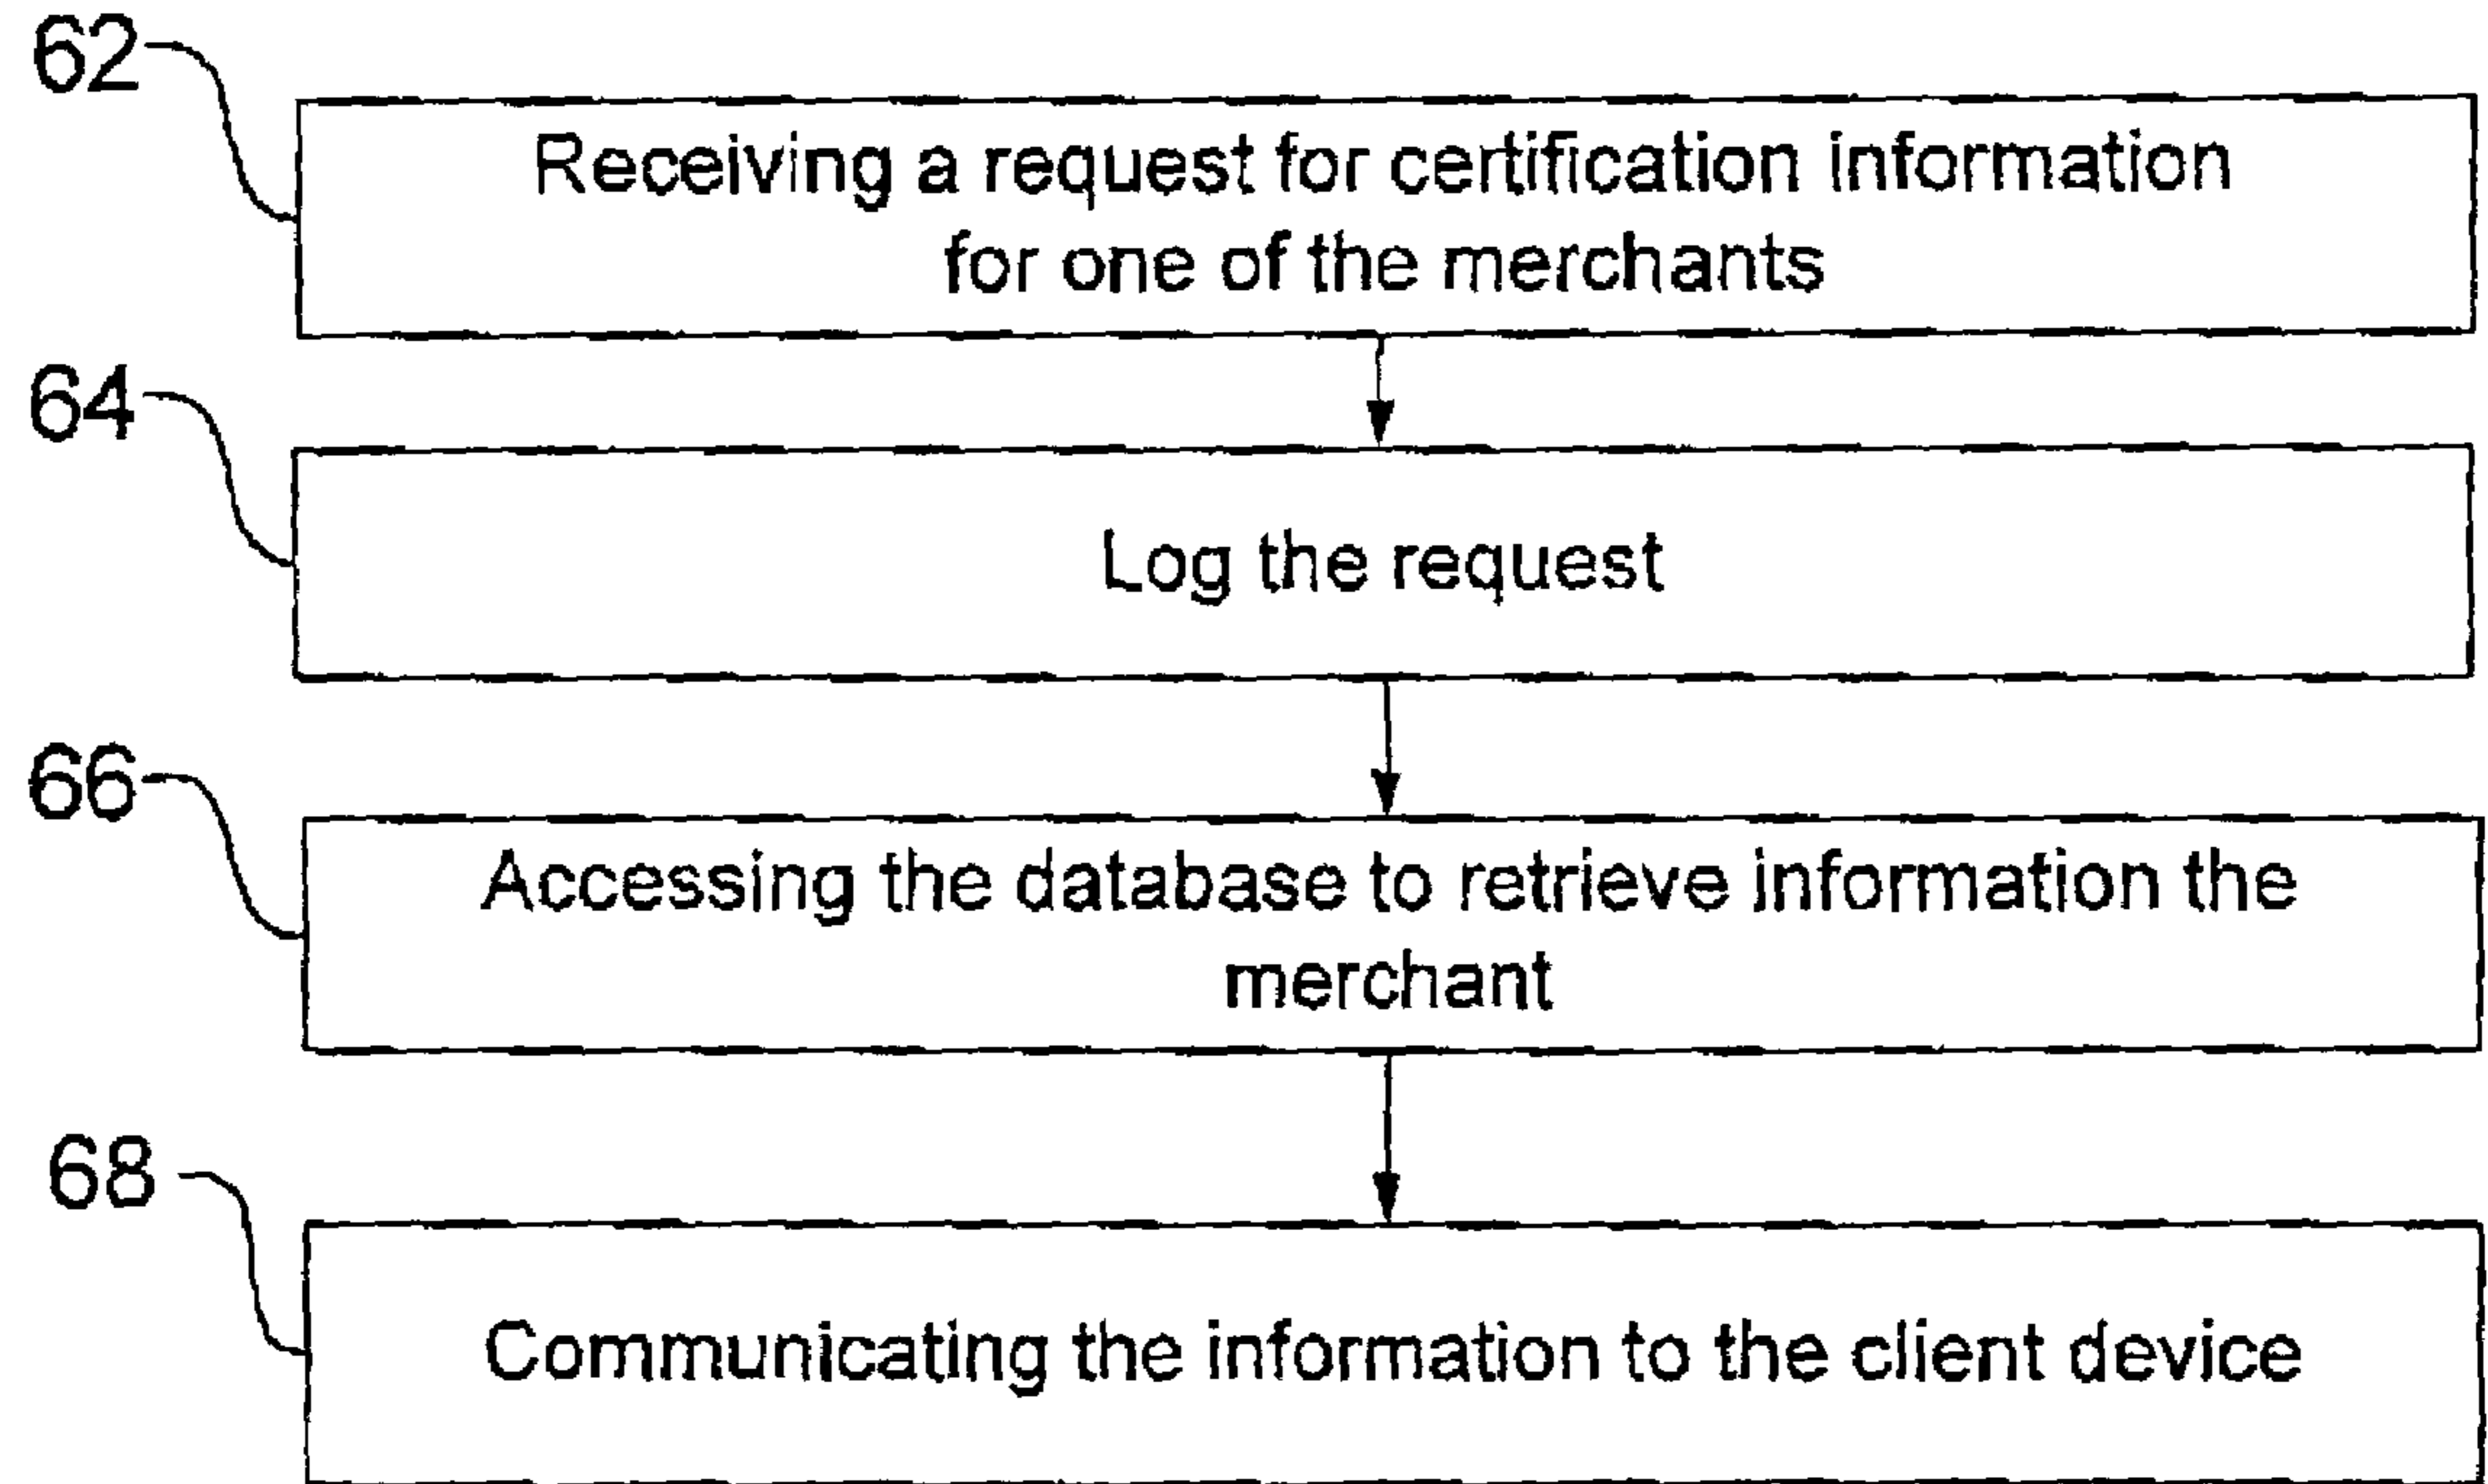 62
Receiving a request for certification information
for one of the merchants
64
Log the request
66
Accessing the database to retrieve information the
merchant
68
Communicating the information to the client device